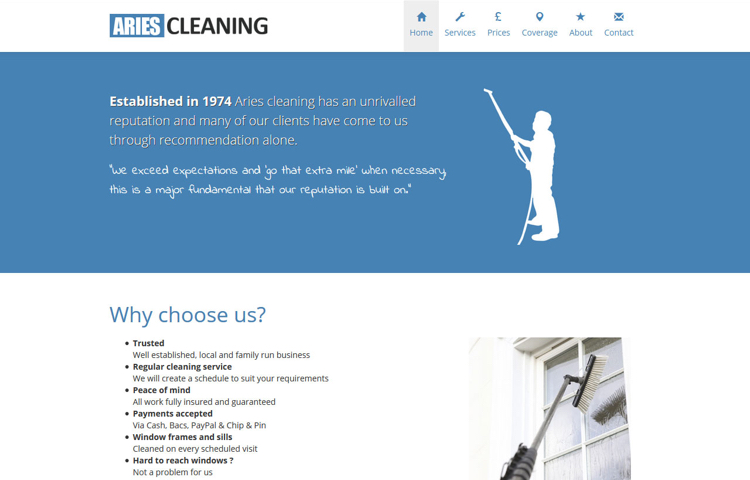 ARIES CLEANING
Home
Services
Prices
Coverage
About
Contact
Established in 1974 Aries cleaning has an unrivalled
reputation and many of our clients have come to us
through recommendation alone.
"We exceed expectations and 'go that extra mile' when necessary,
this is a major fundamental that our reputation is built on."
Why choose us?
Trusted
Well established, local and family run business
Regular cleaning service
We will create a schedule to suit your requirements
Peace of mind
All work fully insured and guaranteed
Payments accepted
Via Cash, Bacs, PayPal & Chip & Pin
Window frames and sills
Cleaned on every scheduled visit
Hard to reach windows ?
Not a problem for us